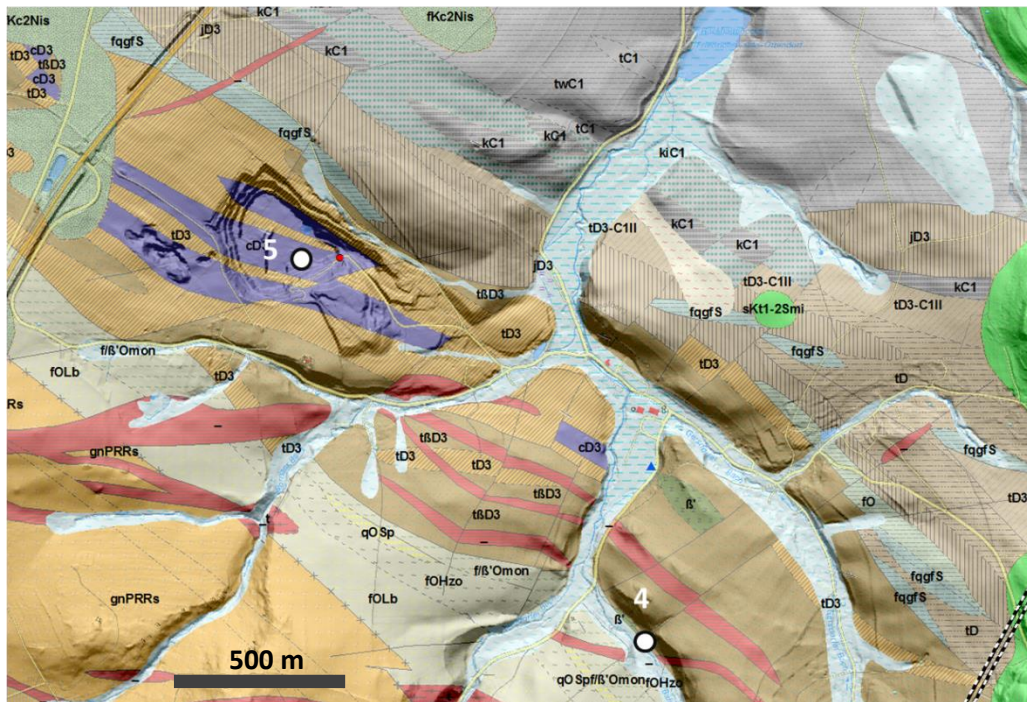 fKc2Nis
kC1
jD3
fqgfS
tC1
Kc2Nis
cD3
tD3
tßD3
cD3
tD3
twC1
kC1
tC1
kC1
fqgfS
kiC1
3
tD3
cD3
5
tD3-C1II
kC1
kC1
jD3
jD3
tD3-C1II
kC1
tßD3
fqgfS
sKt1-2Smi
tD3-C1II
tD3
f/ß'Omon
fqgfS
fOLb
tD3
tD3
tD
Rs
tßD3
gnPRRs
tD3
tD3
cD3
fqgfS
tßD3
ß'
fO
tD3
tßD3
qOSp
f/ß'Omon
fOHzo
fqgfS
gnPRRs
fOLb
4
fqgfS
tD3
ß'
tD
500 m
qOSpf/ß'Omon
fOHzo